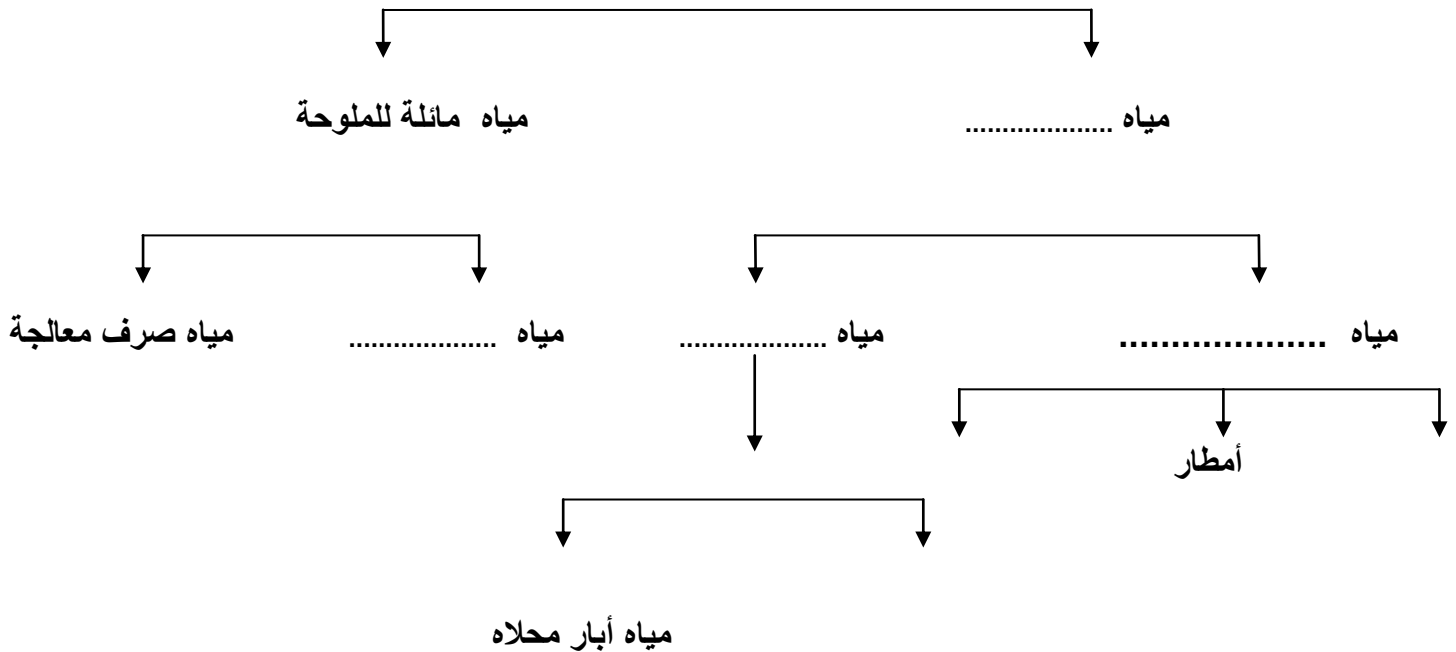 مياه ..................... مياه مائلة للملوحة
مياه ..................... مياه .................... مياه ................... مياه صرف معالجة
أمطار
مياه أبار محلاه